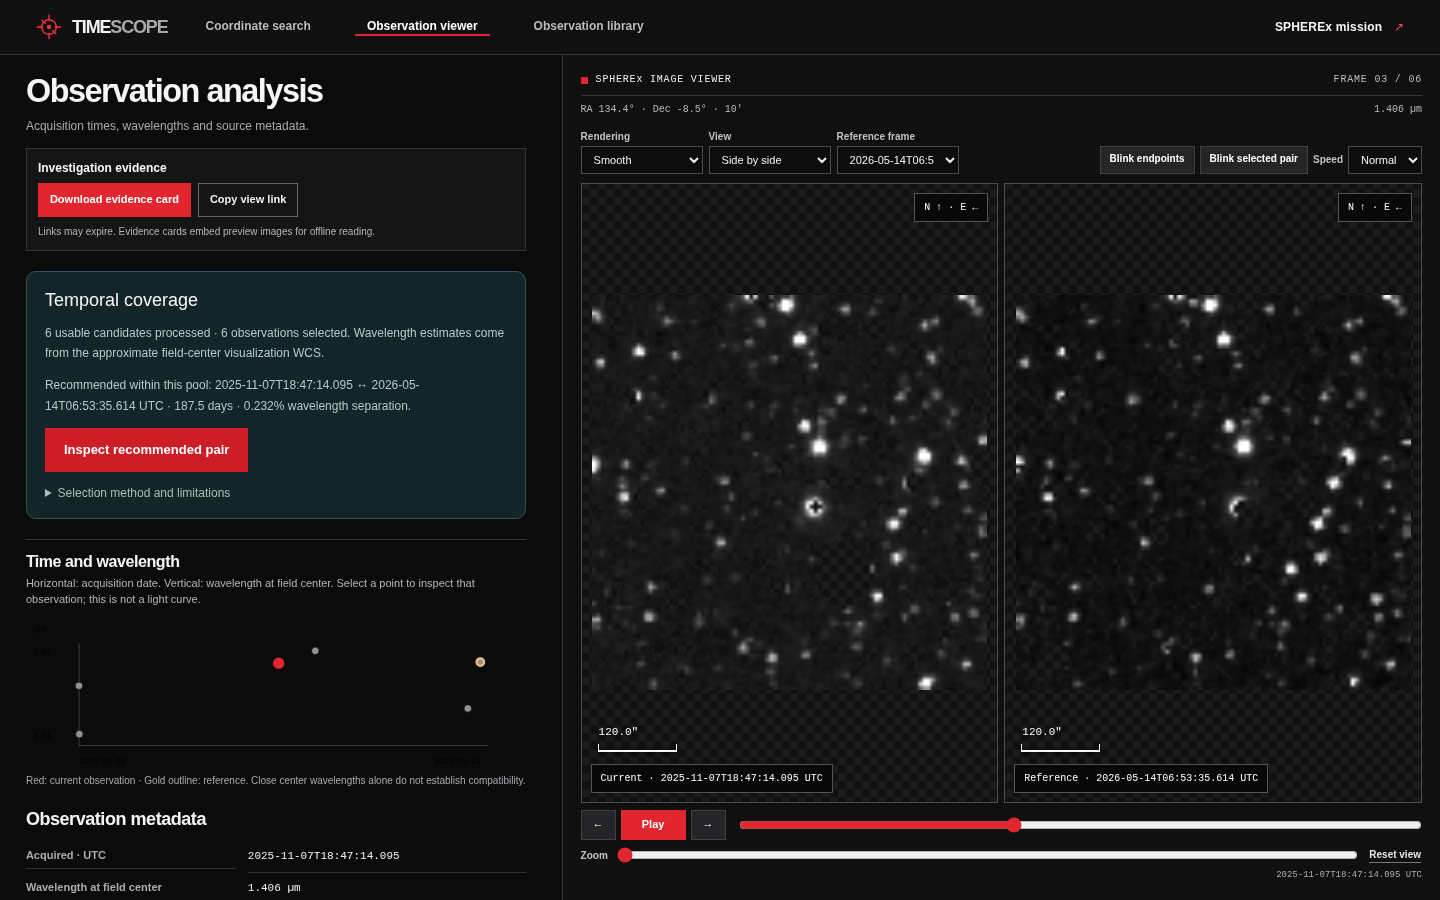 TIMESCOPE
Coordinate search
Observation viewer
Observation library
SPHEREx mission ↗
Observation analysis
Acquisition times, wavelengths and source metadata.
Investigation evidence
Download evidence card
Copy view link
Links may expire. Evidence cards embed preview images for offline reading.
Temporal coverage
6 usable candidates processed · 6 observations selected. Wavelength estimates come
from the approximate field-center visualization WCS.
Recommended within this pool: 2025-11-07T18:47:14.095 ↔ 2026-05-
14T06:53:35.614 UTC · 187.5 days · 0.232% wavelength separation.
Inspect recommended pair
▶ Selection method and limitations
Time and wavelength
Horizontal: acquisition date. Vertical: wavelength at field center. Select a point to inspect that
observation; this is not a light curve.
Red: current observation · Gold outline: reference. Close center wavelengths alone do not establish compatibility.
Observation metadata
Acquired · UTC
2025-11-07T18:47:14.095
Wavelength at field center
1.406 µm
SPHEREx IMAGE VIEWER
FRAME 03 / 06
RA 134.4° · Dec -8.5° · 10'
1.406 µm
Rendering
View
Reference frame
Smooth
Side by side
2026-05-14T06:5
Blink endpoints
Blink selected pair
Speed
Normal
N ↑ · E ←
N ↑ · E ←
120.0"
120.0"
Current · 2025-11-07T18:47:14.095 UTC
Reference · 2026-05-14T06:53:35.614 UTC
←
Play
→
Zoom
Reset view
2025-11-07T18:47:14.095 UTC